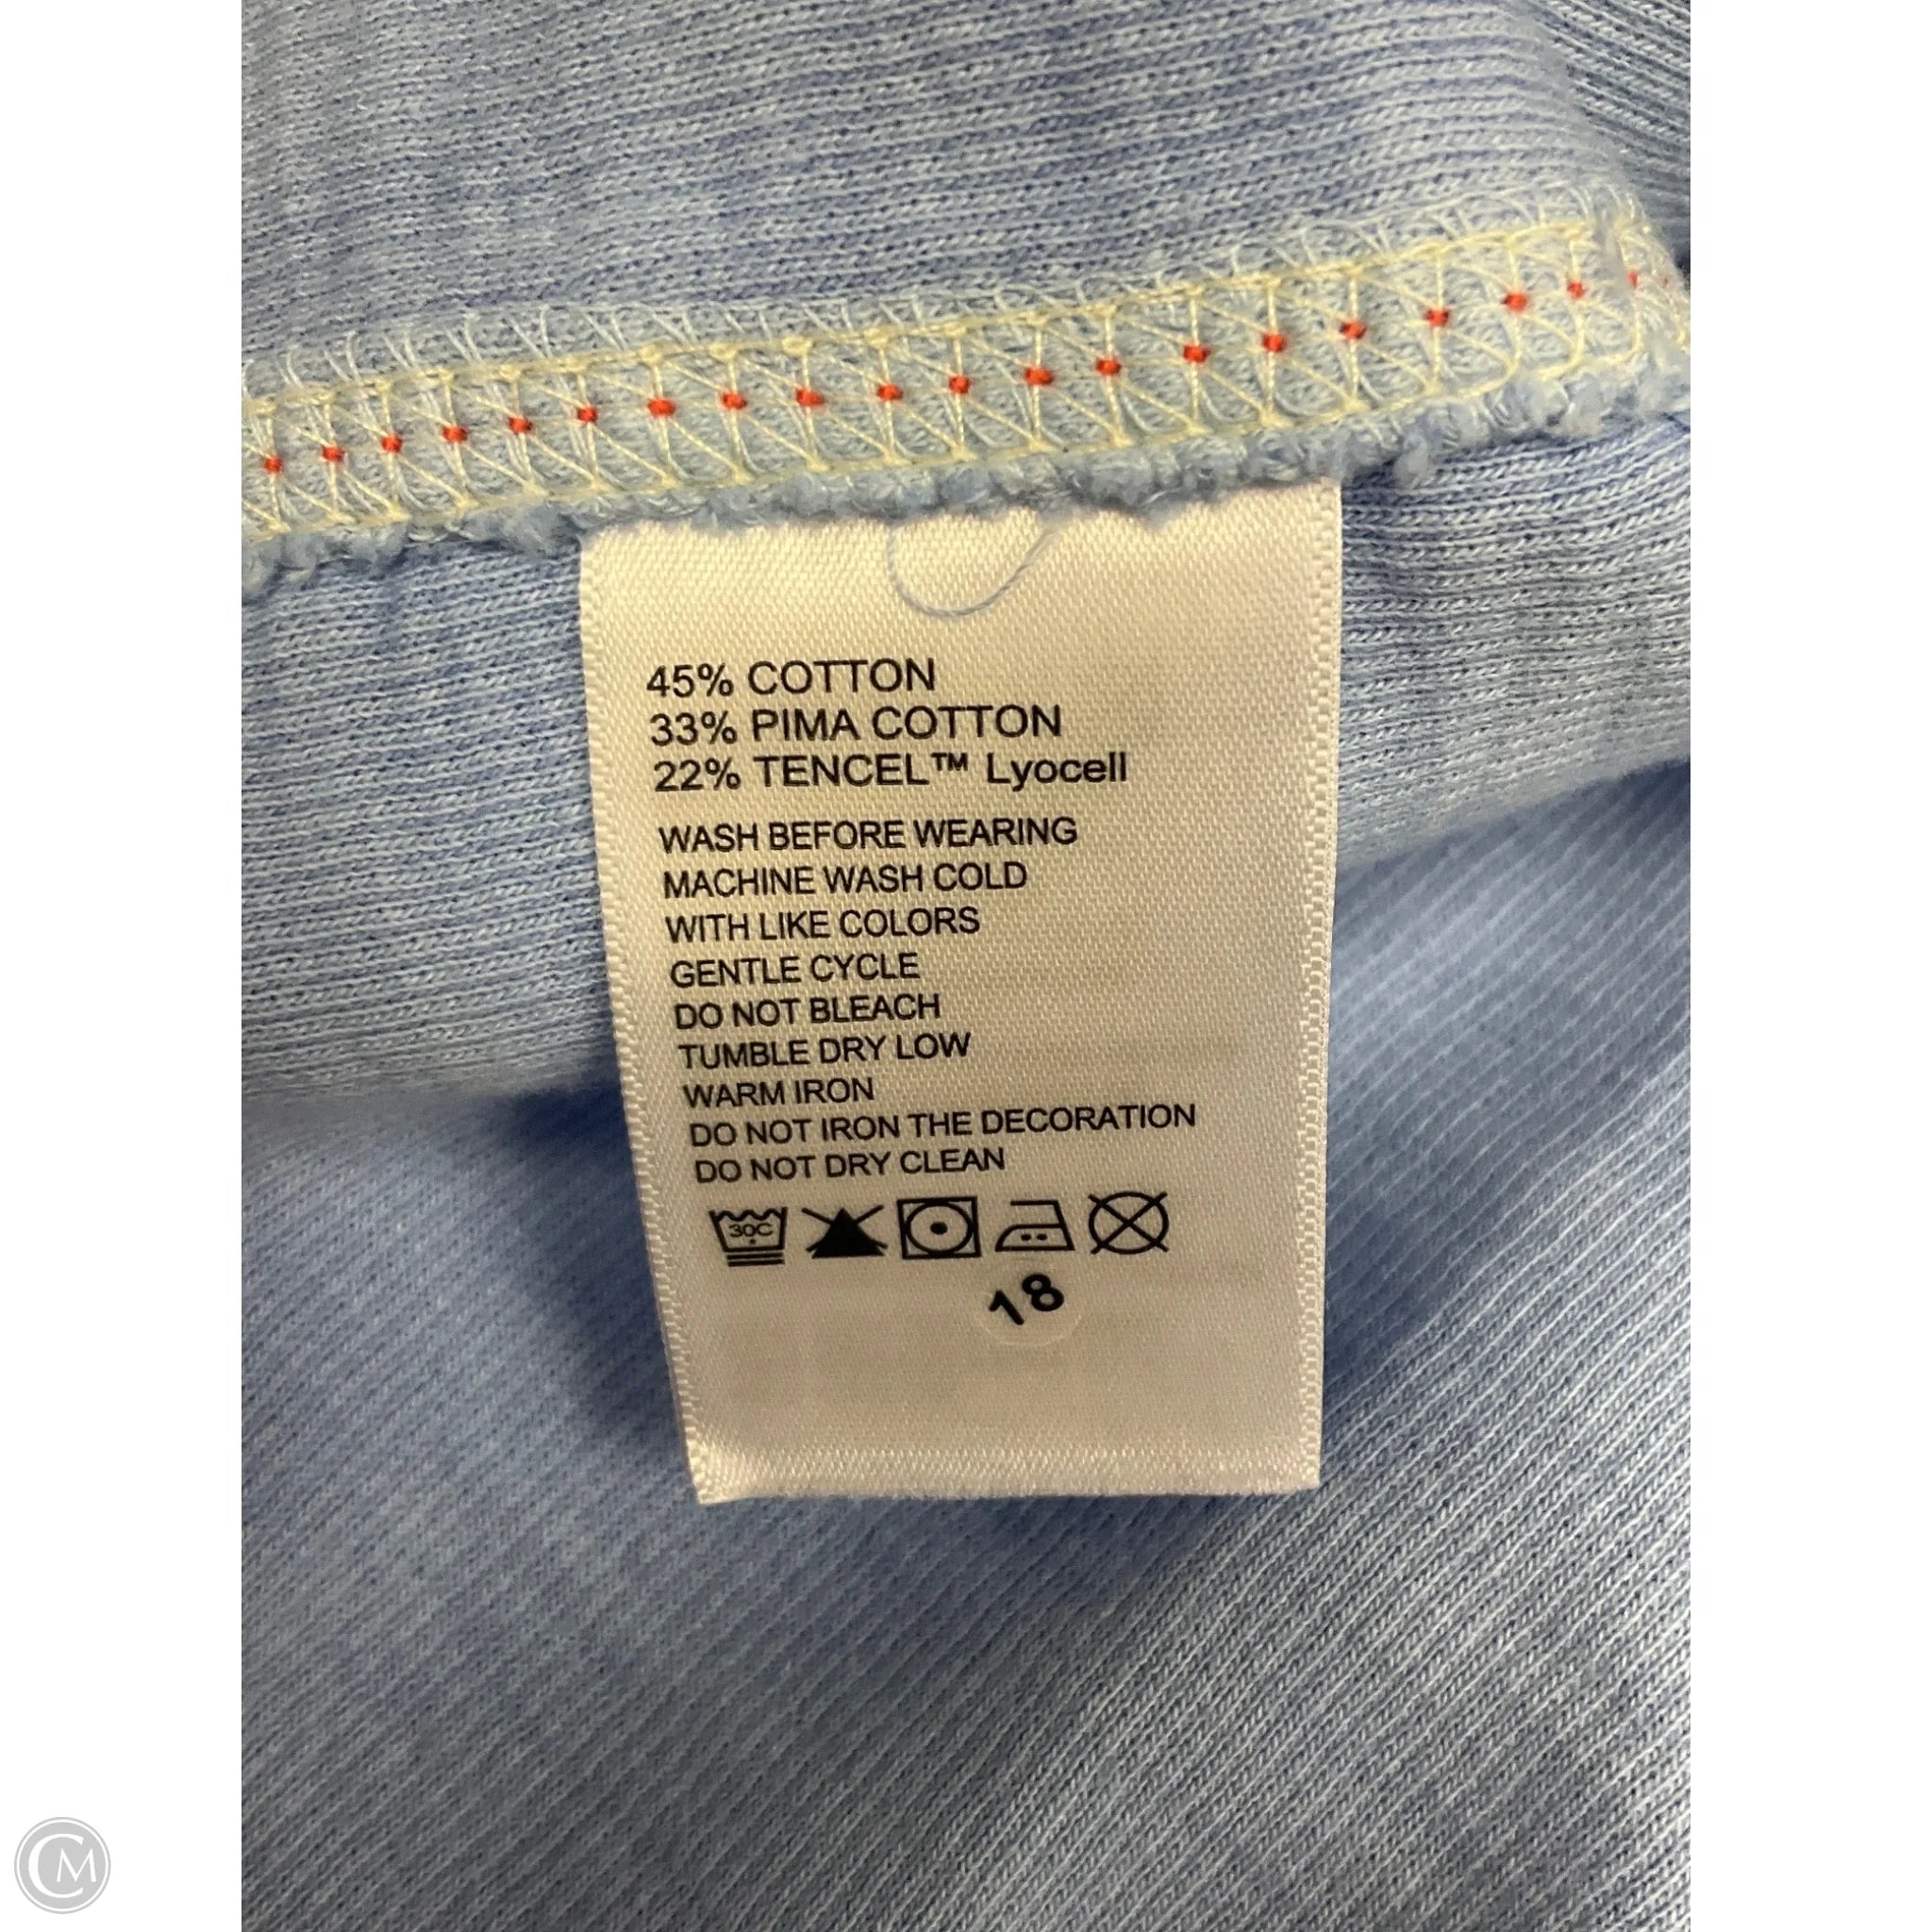 45% COTTON
33% PIMA COTTON
22% TENCEL™ Lyocell
WASH BEFORE WEARING
MACHINE WASH COLD
WITH LIKE COLORS
GENTLE CYCLE
DO NOT BLEACH
TUMBLE DRY LOW
WARM IRON
DO NOT IRON THE DECORATION
DO NOT DRY CLEAN
30C
18
CM